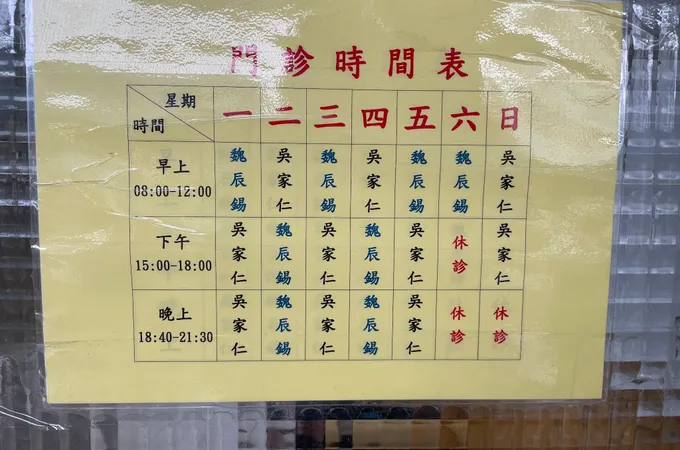 門診時間表
星期 一 二 三 四 五 六 日
時間
早上 08:00-12:00 魏辰錫 吳家仁 魏辰錫 吳家仁 魏辰錫 魏辰錫 吳家仁
下午 15:00-18:00 吳家仁 魏辰錫 吳家仁 魏辰錫 吳家仁 休診 吳家仁
晚上 18:40-21:30 吳家仁 魏辰錫 吳家仁 魏辰錫 吳家仁 休診 休診